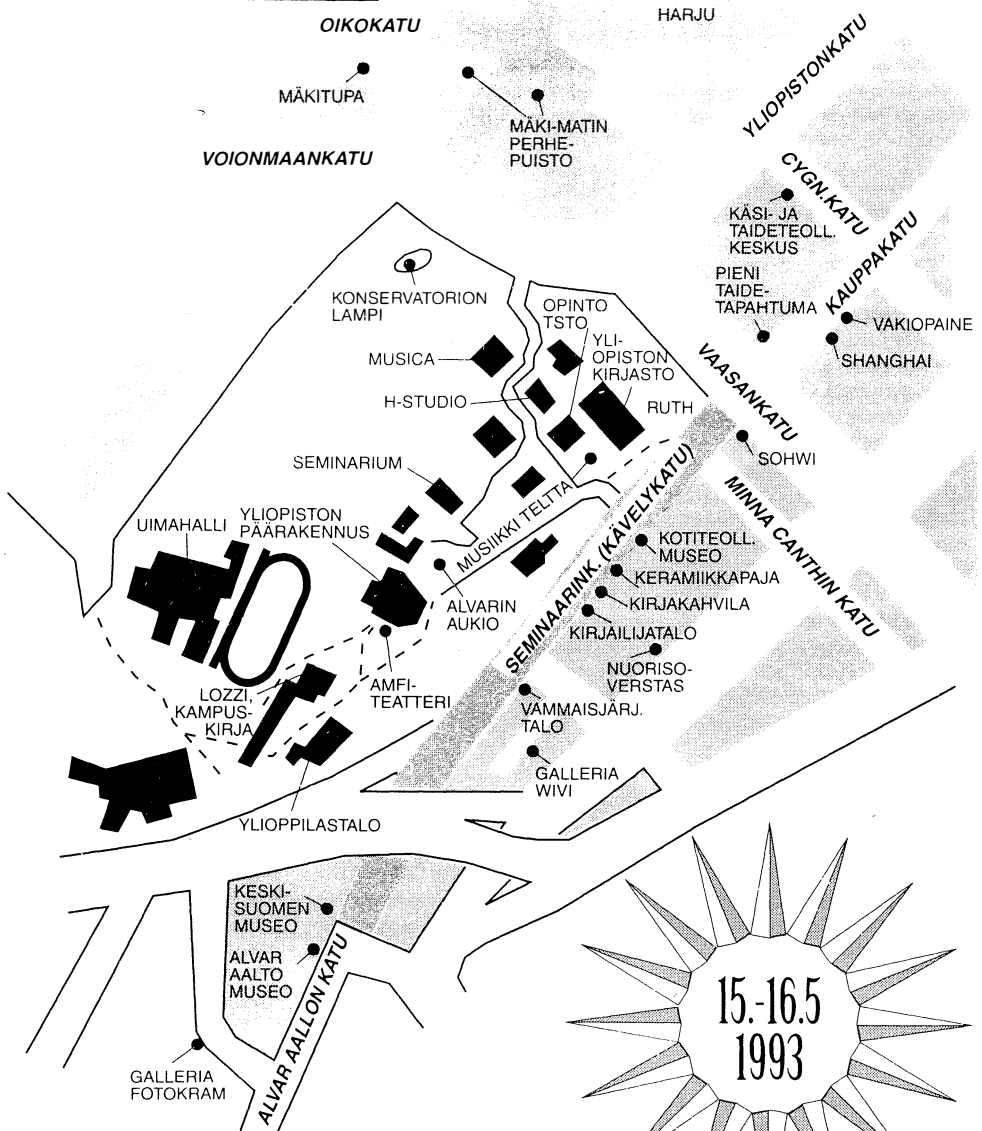 OIKOKATU
HARJU
YLIOPISTONKATU
MÄKITUPA
MÄKI-MATIN
PERHE-
PUISTO
VOIONMAANKATU
CYGN.KATU
KÄSI- JA
TAIDETEOLL.
KESKUS
KAUPPAKATU
PIENI
TAIDE-
TAPAHTUMA
VAKIOPAINE
SHANGHAI
KONSERVATORION
LAMPI
OPINTO
TSTO
YLI-
OPISTON
KIRJASTO
MUSICA
H-STUDIO
RUTH
VAASANKATU
SOHWI
SEMINARIUM
MUSIIKKI TELTTA
MINNA CANTHIN KATU
UIMAHALLI
YLIOPISTON
PÄÄRAKENNUS
SEMINAARINK. (KÄVELYKATU)
KOTITEOLL.
MUSEO
KERAMIIKKAPAJA
KIRJAKAHVILA
KIRJAILIJATALO
ALVARIN
AUKIO
NUORISO-
VERSTAS
AMFI-
TEATTERI
LOZZI,
KAMPUS-
KIRJA
VAMMAISJÄRJ.
TALO
GALLERIA
WIVI
YLIOPPILASTALO
KESKI-
SUOMEN
MUSEO
ALVAR
AALTO
MUSEO
ALVAR AALLON KATU
GALLERIA
FOTOKRAM
15.-16.5
1993